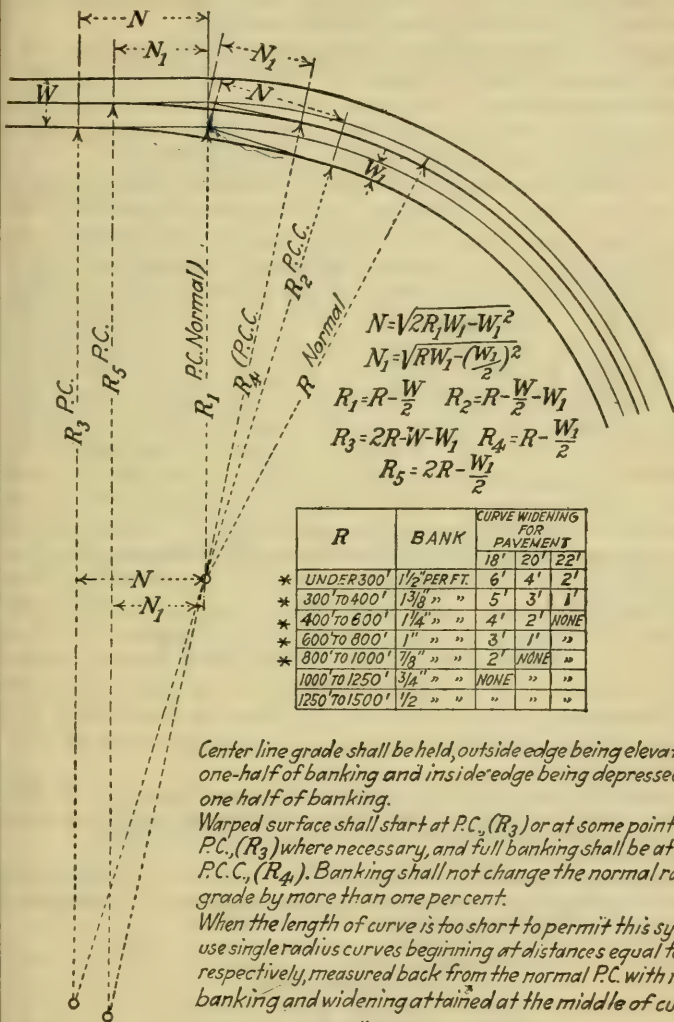 N
N₁ N₁
N
W
W₁
R₃ P.C.
R₅ P.C.
R₁ P.C. Normal)
R₄ (P.C.C.
R₂ P.C.C.
R Normal
N=√2R₁W₁-W₁²
N₁=√RW₁-(W₁/2)²
R₁=R-W/2 R₂=R-W/2-W₁
R₃=2R-W-W₁ R₄=R-W₁/2
R₅=2R-W₁/2
N
N₁
R BANK CURVE WIDENING FOR PAVEMENT
18' 20' 22'
* UNDER 300' 1½" PER FT. 6' 4' 2'
* 300' TO 400' 1⅜" " " 5' 3' 1'
* 400' TO 600' 1¼" " " 4' 2' NONE
* 600' TO 800' 1" " " 3' 1' "
* 800' TO 1000' ⅞" " " 2' NONE "
1000' TO 1250' ¾" " " NONE " "
1250' TO 1500' ½ " " " " "
Center line grade shall be held, outside edge being eleva
one-half of banking and inside edge being depressed
one half of banking.
Warped surface shall start at P.C., (R₃) or at some point
P.C., (R₃) where necessary, and full banking shall be at
P.C.C., (R₄). Banking shall not change the normal r
grade by more than one per cent.
When the length of curve is too short to permit this sy
use single radius curves beginning at distances equal t
respectively, measured back from the normal P.C. with
banking and widening attained at the middle of cu